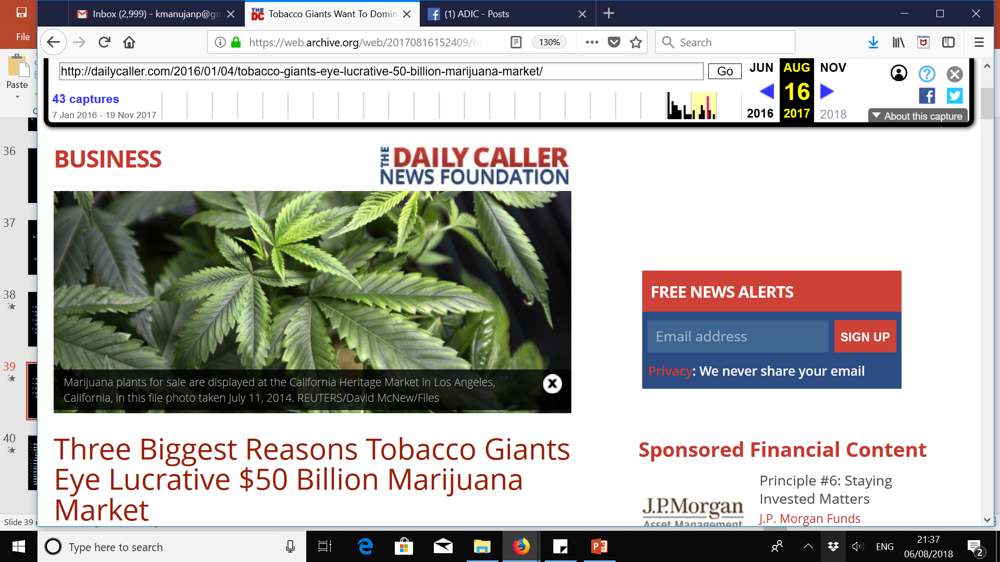 Inbox (2,999) - kmanujanp@gm
THE DC Tobacco Giants Want To Domin
(1) ADIC - Posts
File
https://web.archive.org/web/20170816152409/ht
130%
Search
Paste
http://dailycaller.com/2016/01/04/tobacco-giants-eye-lucrative-50-billion-marijuana-market/
Go
JUN AUG NOV
43 captures
16
7 Jan 2016 - 19 Nov 2017
2016 2017 2018
About this capture
36
37
38
39
40
BUSINESS
THE DAILY CALLER
NEWS FOUNDATION
Marijuana plants for sale are displayed at the California Heritage Market in Los Angeles,
California, in this file photo taken July 11, 2014. REUTERS/David McNew/Files
FREE NEWS ALERTS
Email address
SIGN UP
Privacy: We never share your email
Three Biggest Reasons Tobacco Giants
Eye Lucrative $50 Billion Marijuana
Market
Sponsored Financial Content
Principle #6: Staying
Invested Matters
J.P. Morgan Funds
J.P.Morgan
Asset Management
Slide 39
Type here to search
ENG
21:37
06/08/2018
2